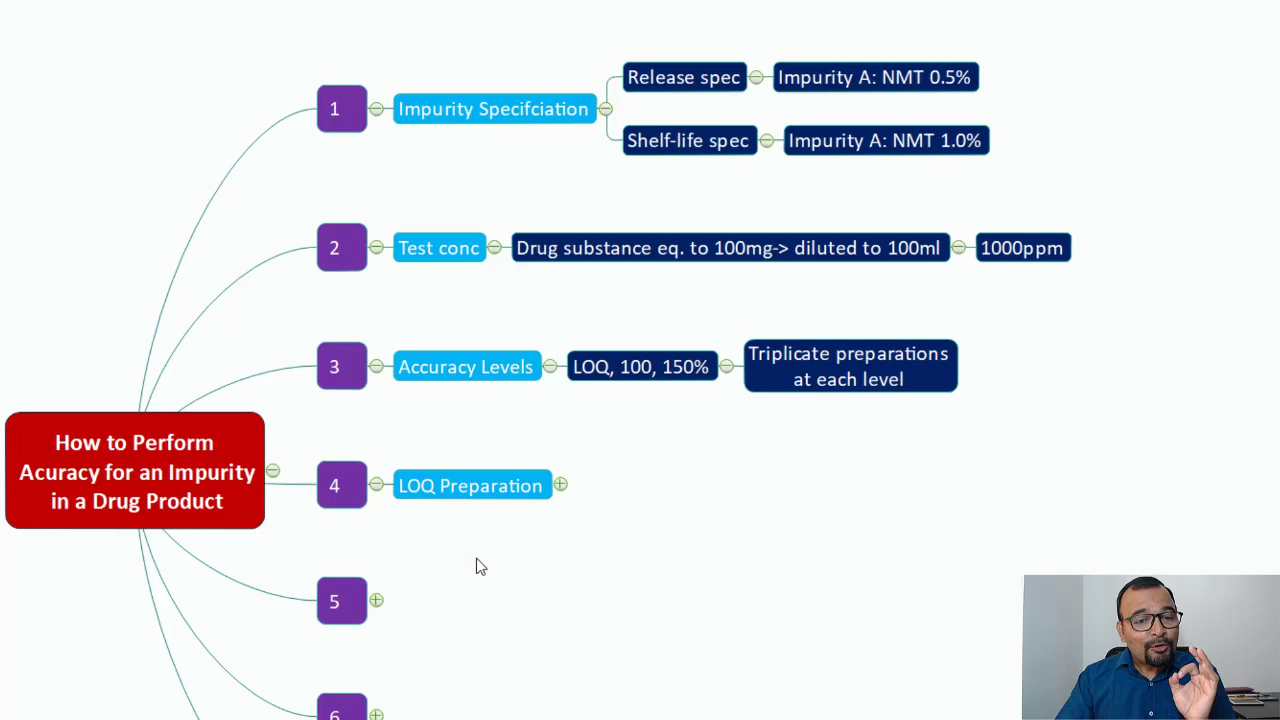 1
Impurity Specifciation
Release spec
Impurity A: NMT 0.5%
Shelf-life spec
Impurity A: NMT 1.0%
2
Test conc
Drug substance eq. to 100mg-> diluted to 100ml
1000ppm
3
Accuracy Levels
LOQ, 100, 150%
Triplicate preparations
at each level
How to Perform
Acuracy for an Impurity
in a Drug Product
4
LOQ Preparation
5
6